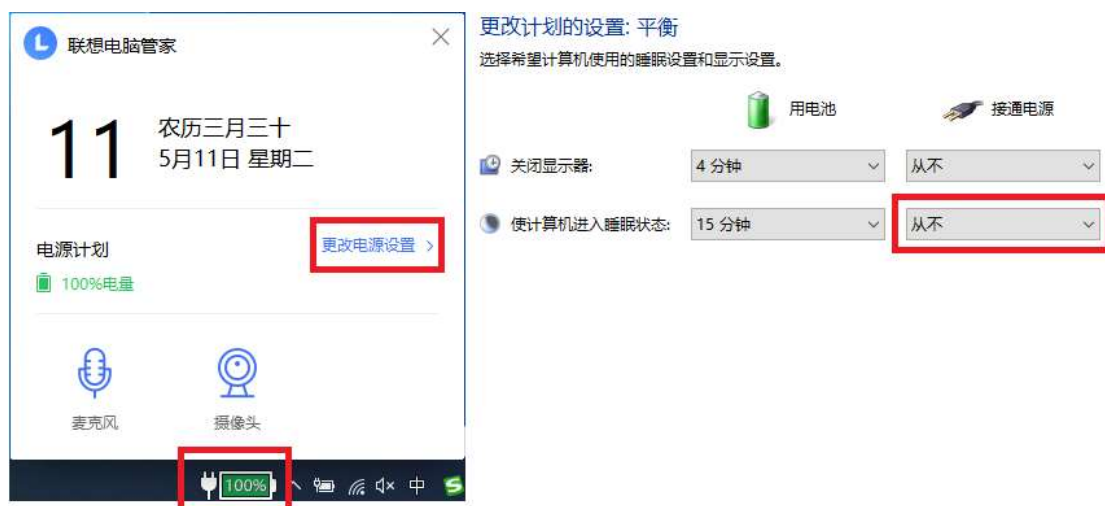 联想电脑管家
11
农历三月三十
5月11日 星期二
电源计划
更改电源设置 >
100%电量
麦克风
摄像头
100%
中
更改计划的设置: 平衡
选择希望计算机使用的睡眠设置和显示设置。
用电池
接通电源
关闭显示器:
4 分钟
从不
使计算机进入睡眠状态:
15 分钟
从不